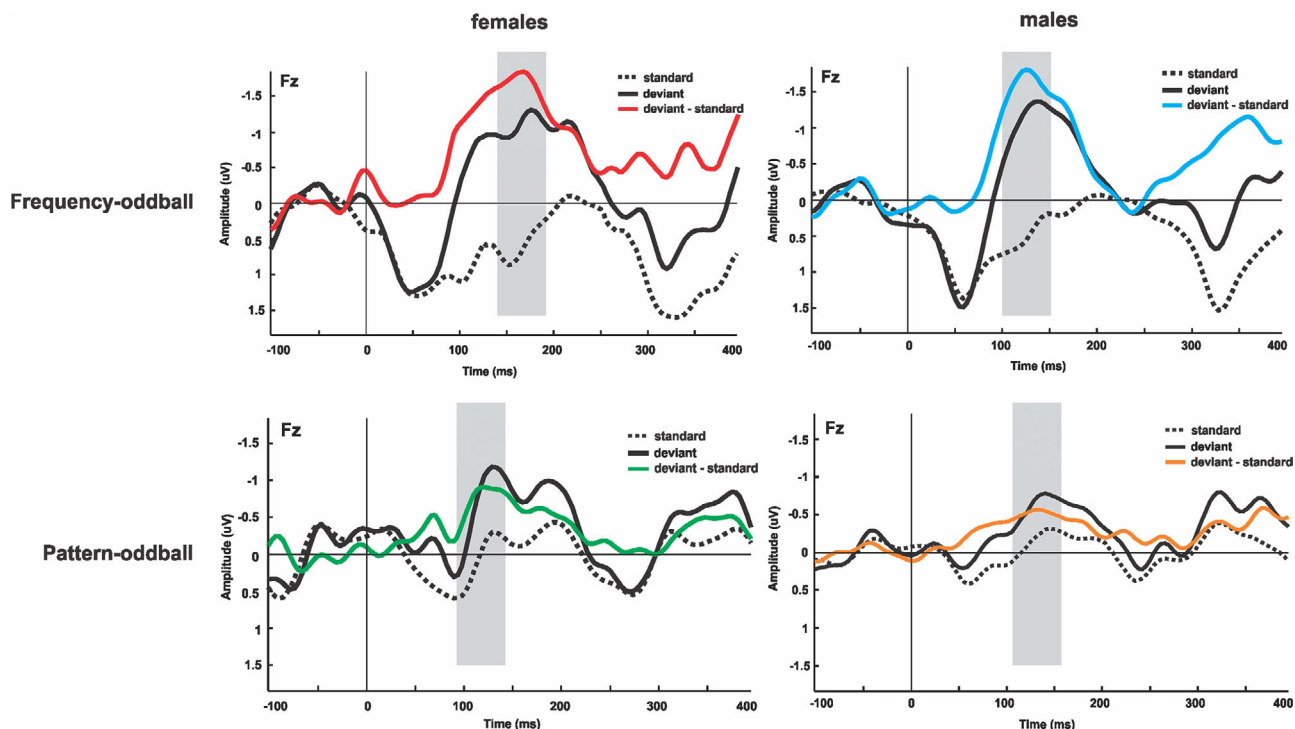 females
males
Frequency-oddball
Fz
standard
deviant
deviant - standard
-1.5
-1
-0.5
0
0.5
1
1.5
Amplitude (uV)
-100
0
100
200
300
400
Time (ms)
Fz
standard
deviant
deviant - standard
-1.5
-1
-0.5
0
0.5
1
1.5
Amplitude (uV)
-100
0
100
200
300
400
Time (ms)
Pattern-oddball
Fz
standard
deviant
deviant - standard
-1.5
-1
-0.5
0
0.5
1
1.5
Amplitude (uV)
-100
0
100
200
300
400
Time (ms)
Fz
standard
deviant
deviant - standard
-1.5
-1
-0.5
0
0.5
1
-1.5
Amplitude (uV)
-100
0
100
200
300
400
Time (ms)